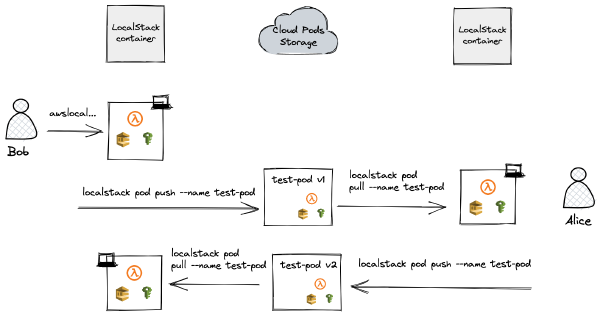 LocalStack
container
Cloud Pods
Storage
LocalStack
container
awslocal...
Bob
localstack pod push --name test-pod
test-pod v1
localstack pod
pull --name test-pod
Alice
localstack pod
pull --name test-pod
test-pod v2
localstack pod push --name test-pod